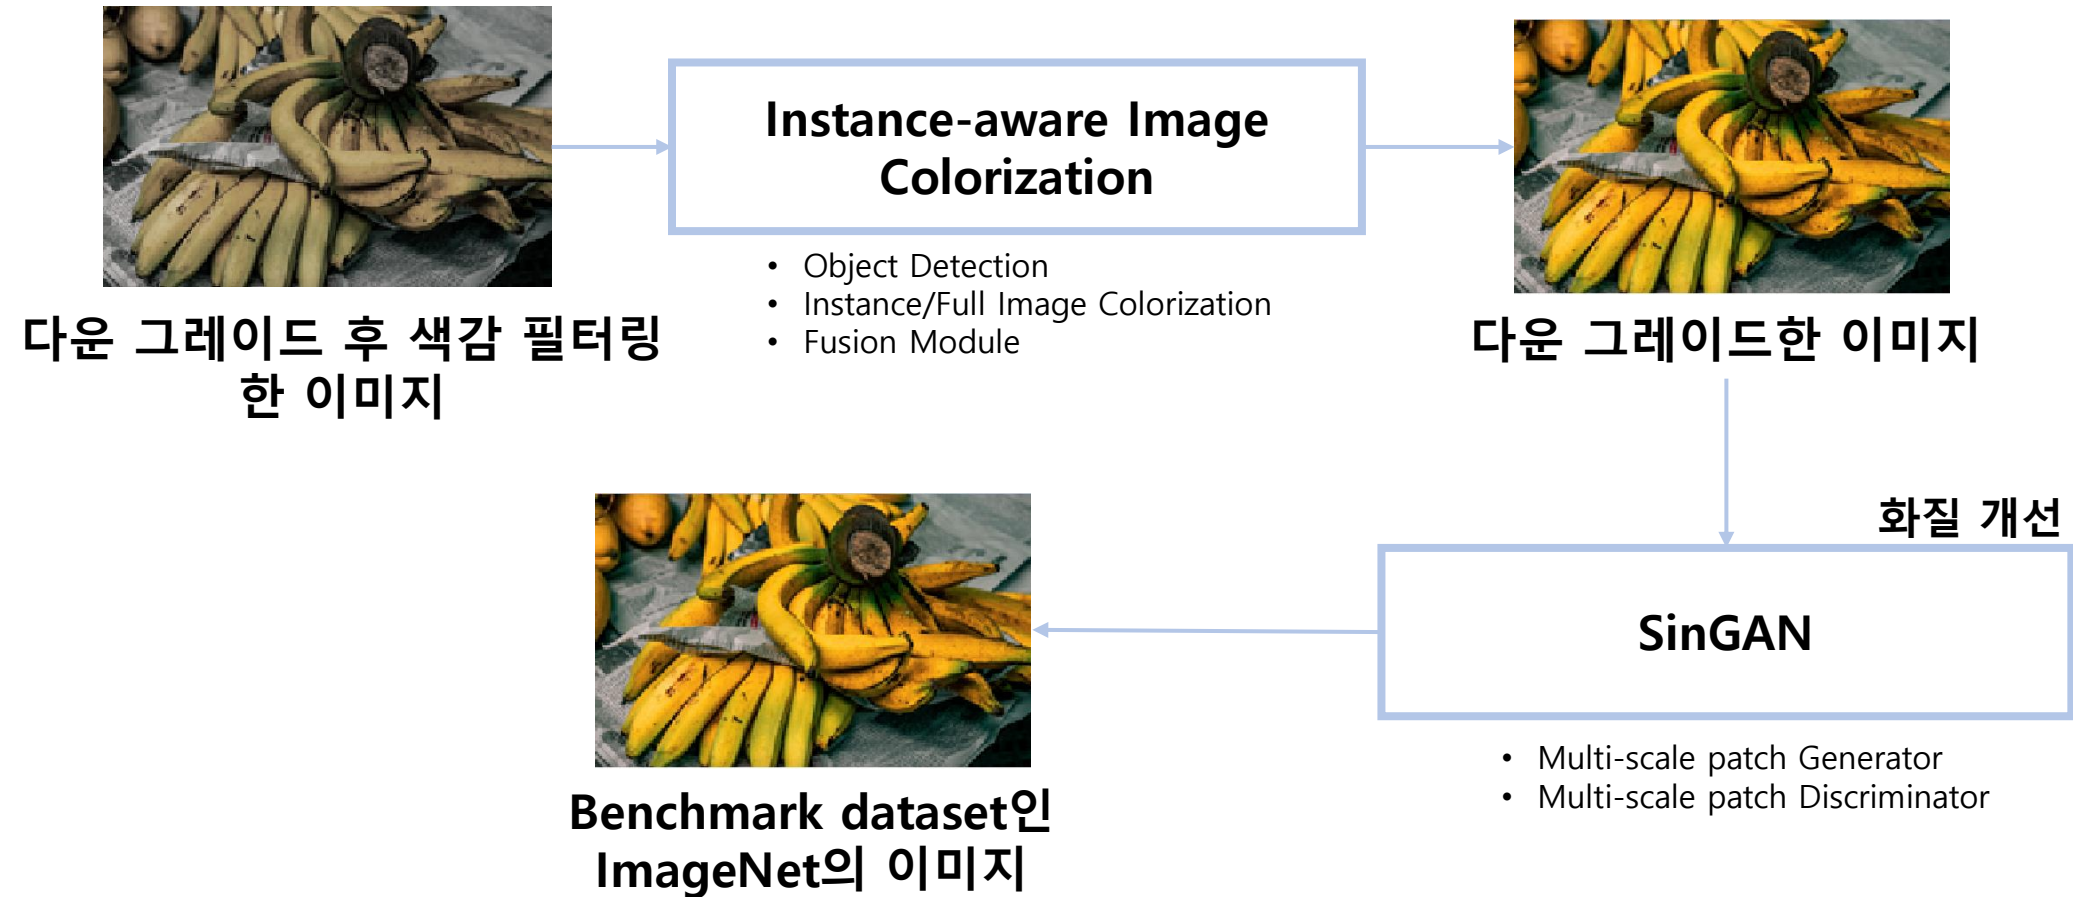 Instance-aware Image
Colorization
• Object Detection
• Instance/Full Image Colorization
• Fusion Module
다운 그레이드 후 색감 필터링
한 이미지
다운 그레이드한 이미지
화질 개선
SinGAN
• Multi-scale patch Generator
• Multi-scale patch Discriminator
Benchmark dataset인
ImageNet의 이미지